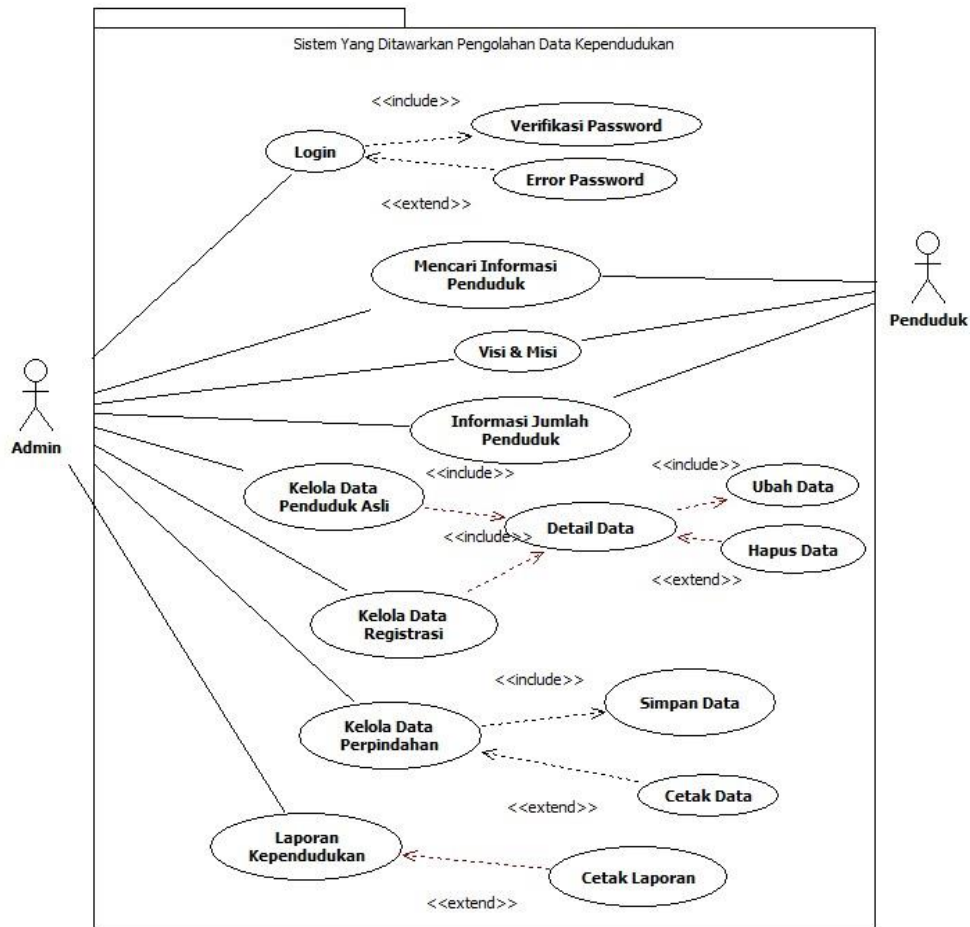 Sistem Yang Ditawarkan Pengolahan Data Kependudukan
<<include>>
Verifikasi Password
Login
Error Password
<<extend>>
Mencari Informasi
Penduduk
Penduduk
Visi & Misi
Admin
Informasi Jumlah
Penduduk
<<include>>
Kelola Data
Penduduk Asli
<<include>>
Ubah Data
Detail Data
<<include>>
Hapus Data
<<extend>>
Kelola Data
Registrasi
<<include>>
Simpan Data
Kelola Data
Perpindahan
Cetak Data
<<extend>>
Laporan
Kependudukan
Cetak Laporan
<<extend>>